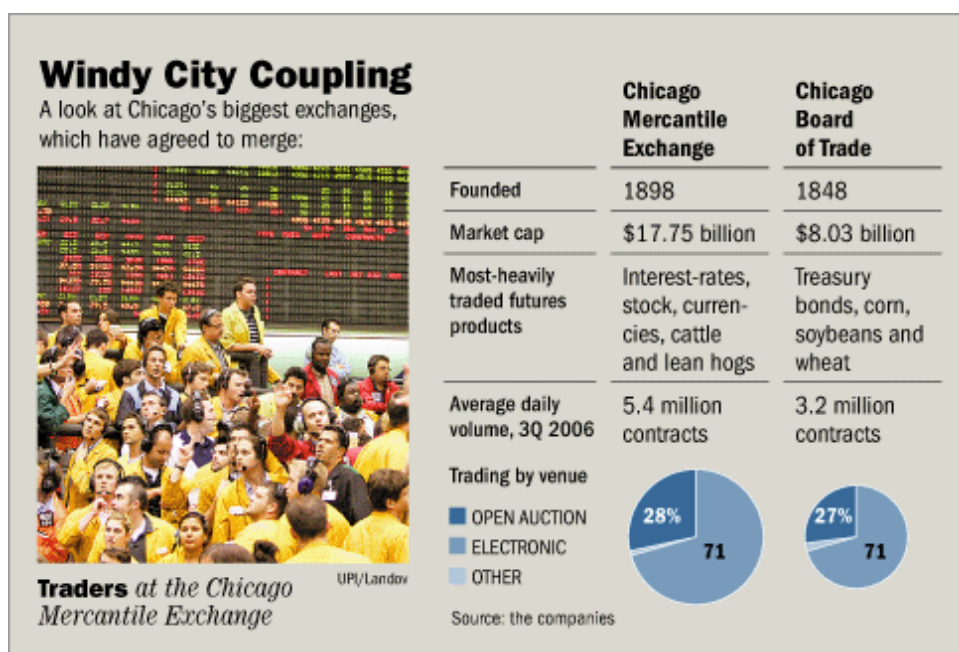 Windy City Coupling
A look at Chicago's biggest exchanges,
which have agreed to merge:
Chicago
Mercantile
Exchange
Chicago
Board
of Trade
Founded
1898
1848
Market cap
$17.75 billion
$8.03 billion
Most-heavily
traded futures
products
Interest-rates,
stock, curren-
cies, cattle
and lean hogs
Treasury
bonds, corn,
soybeans and
wheat
Average daily
volume, 3Q 2006
5.4 million
contracts
3.2 million
contracts
Trading by venue
OPEN AUCTION
ELECTRONIC
OTHER
28%
71
27%
71
Source: the companies
UPI/Landov
Traders at the Chicago
Mercantile Exchange